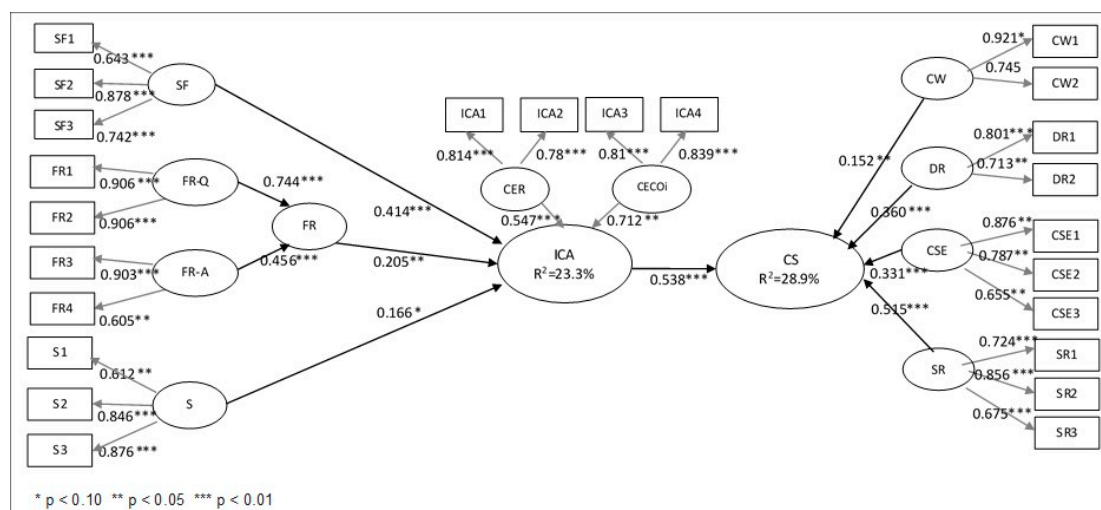 SF1
0.643 ***
SF2
0.878 ***
SF3
0.742 ***
SF
FR1
0.906 ***
FR2
0.906 ***
FR-Q
0.744 ***
FR3
0.903 ***
FR4
0.605 **
FR-A
0.456 ***
FR
S1
0.612 **
S2
0.846 ***
S3
0.876 ***
S
0.414 ***
0.205 **
0.166 *
ICA1
ICA2
ICA3
ICA4
0.814 ***
0.78 ***
0.81 ***
0.839 ***
CER
CECOi
0.547 ***
0.712 **
ICA
R²=23.3%
0.538 ***
CS
R²=28.9%
0.152 **
0.360 ***
0.331 ***
0.515 ***
CW
0.921 *
CW1
0.745
CW2
DR
0.801 ***
DR1
0.713 **
DR2
CSE
0.876 **
CSE1
0.787 **
CSE2
0.655 **
CSE3
SR
0.724 ***
SR1
0.856 ***
SR2
0.675 ***
SR3
* p < 0.10 ** p < 0.05 *** p < 0.01